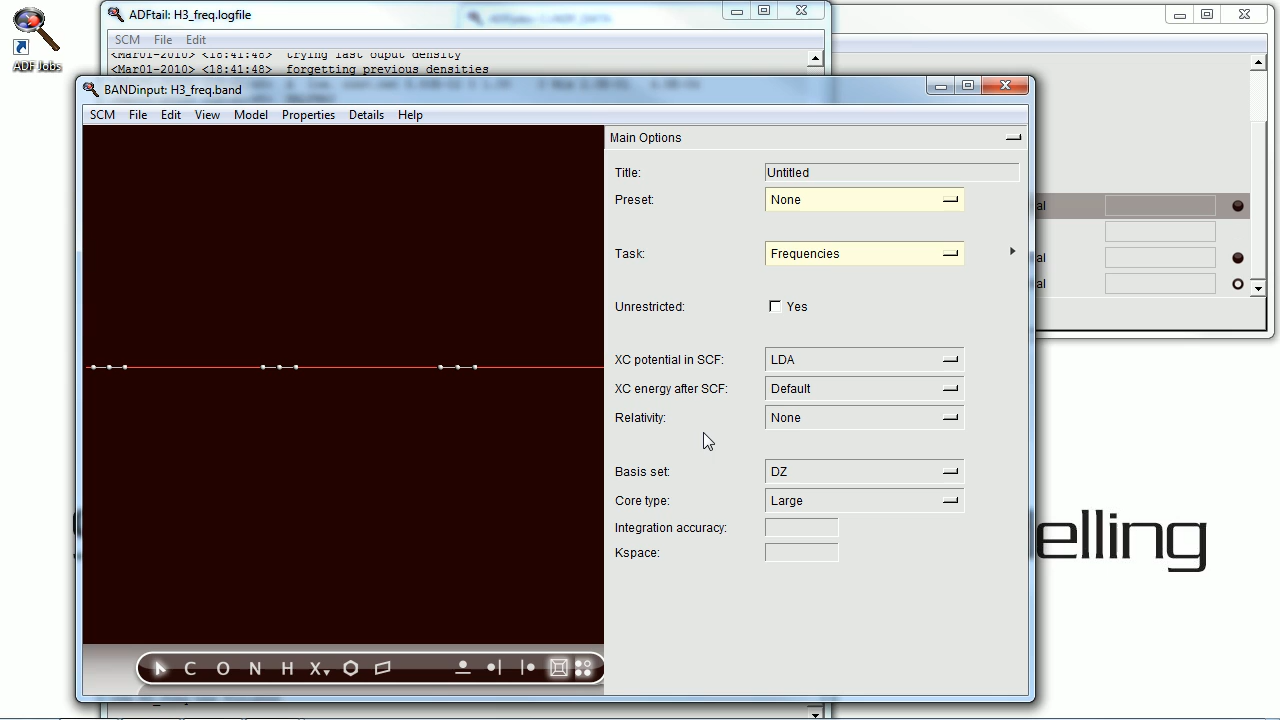 ADFtail: H3_freq.logfile
SCM File Edit
<Mar01-2010> <18:41:48> trying last ouput density
<Mar01-2010> <18:41:48> forgetting previous densities
ADF Jobs
BANDinput: H3_freq.band
SCM File Edit View Model Properties Details Help
Main Options
Title: Untitled
Preset: None
Task: Frequencies
Unrestricted: Yes
XC potential in SCF: LDA
XC energy after SCF: Default
Relativity: None
Basis set: DZ
Core type: Large
Integration accuracy:
Kspace:
C O N H X
al
al
al
elling